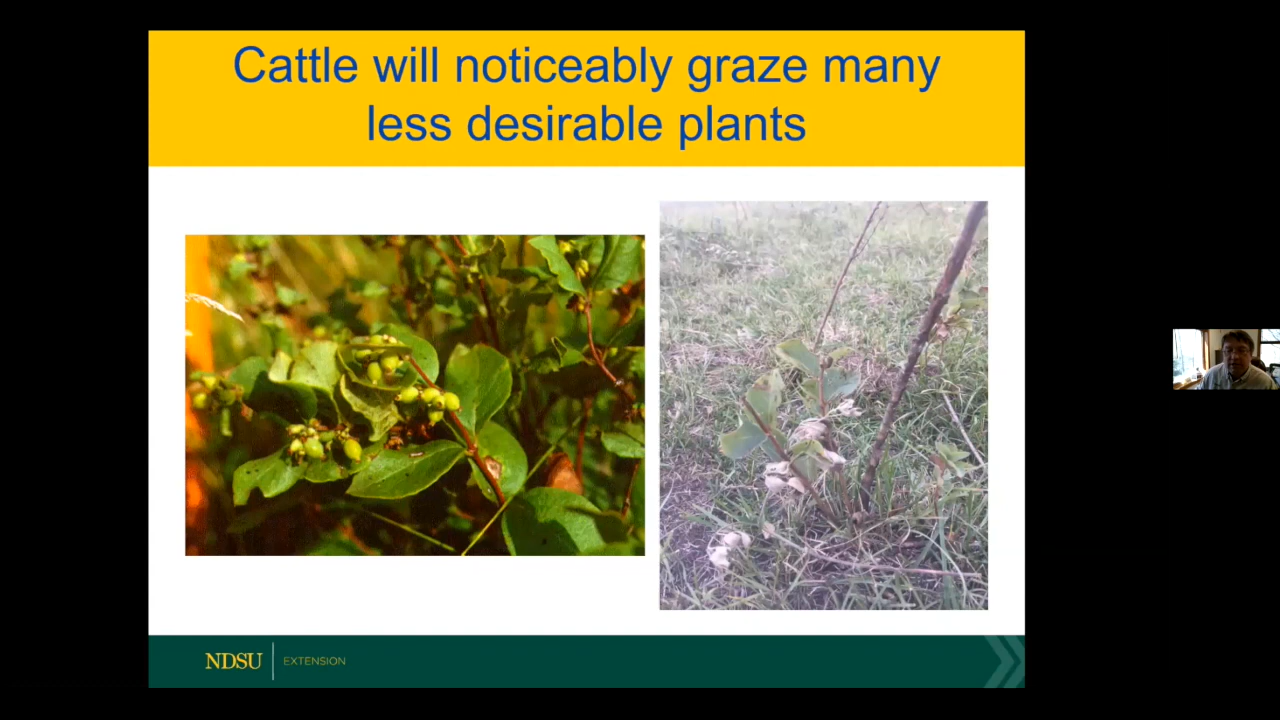 Cattle will noticeably graze many
less desirable plants
NDSU EXTENSION